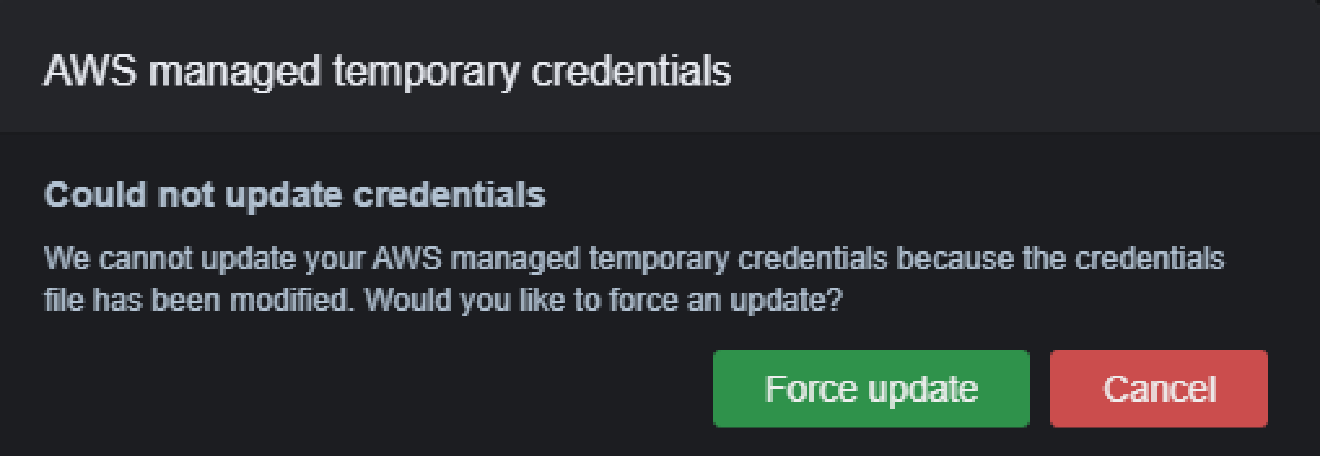 AWS managed temporary credentials
Could not update credentials
We cannot update your AWS managed temporary credentials because the credentials
file has been modified. Would you like to force an update?
Force update
Cancel